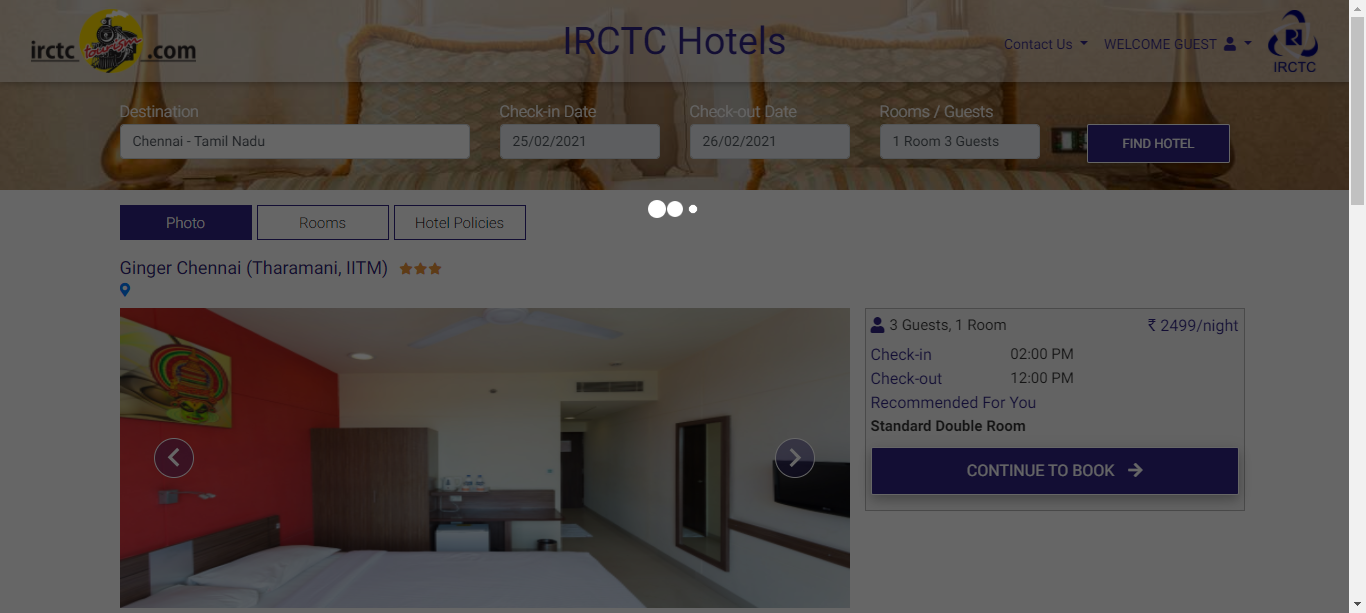 irctc tourism .com
IRCTC Hotels
Contact Us
WELCOME GUEST
IRCTC
Destination
Check-in Date
Check-out Date
Rooms / Guests
Chennai - Tamil Nadu
25/02/2021
26/02/2021
1 Room 3 Guests
FIND HOTEL
Photo
Rooms
Hotel Policies
Ginger Chennai (Tharamani, IITM)
3 Guests, 1 Room
₹ 2499/night
Check-in
02:00 PM
Check-out
12:00 PM
Recommended For You
Standard Double Room
CONTINUE TO BOOK